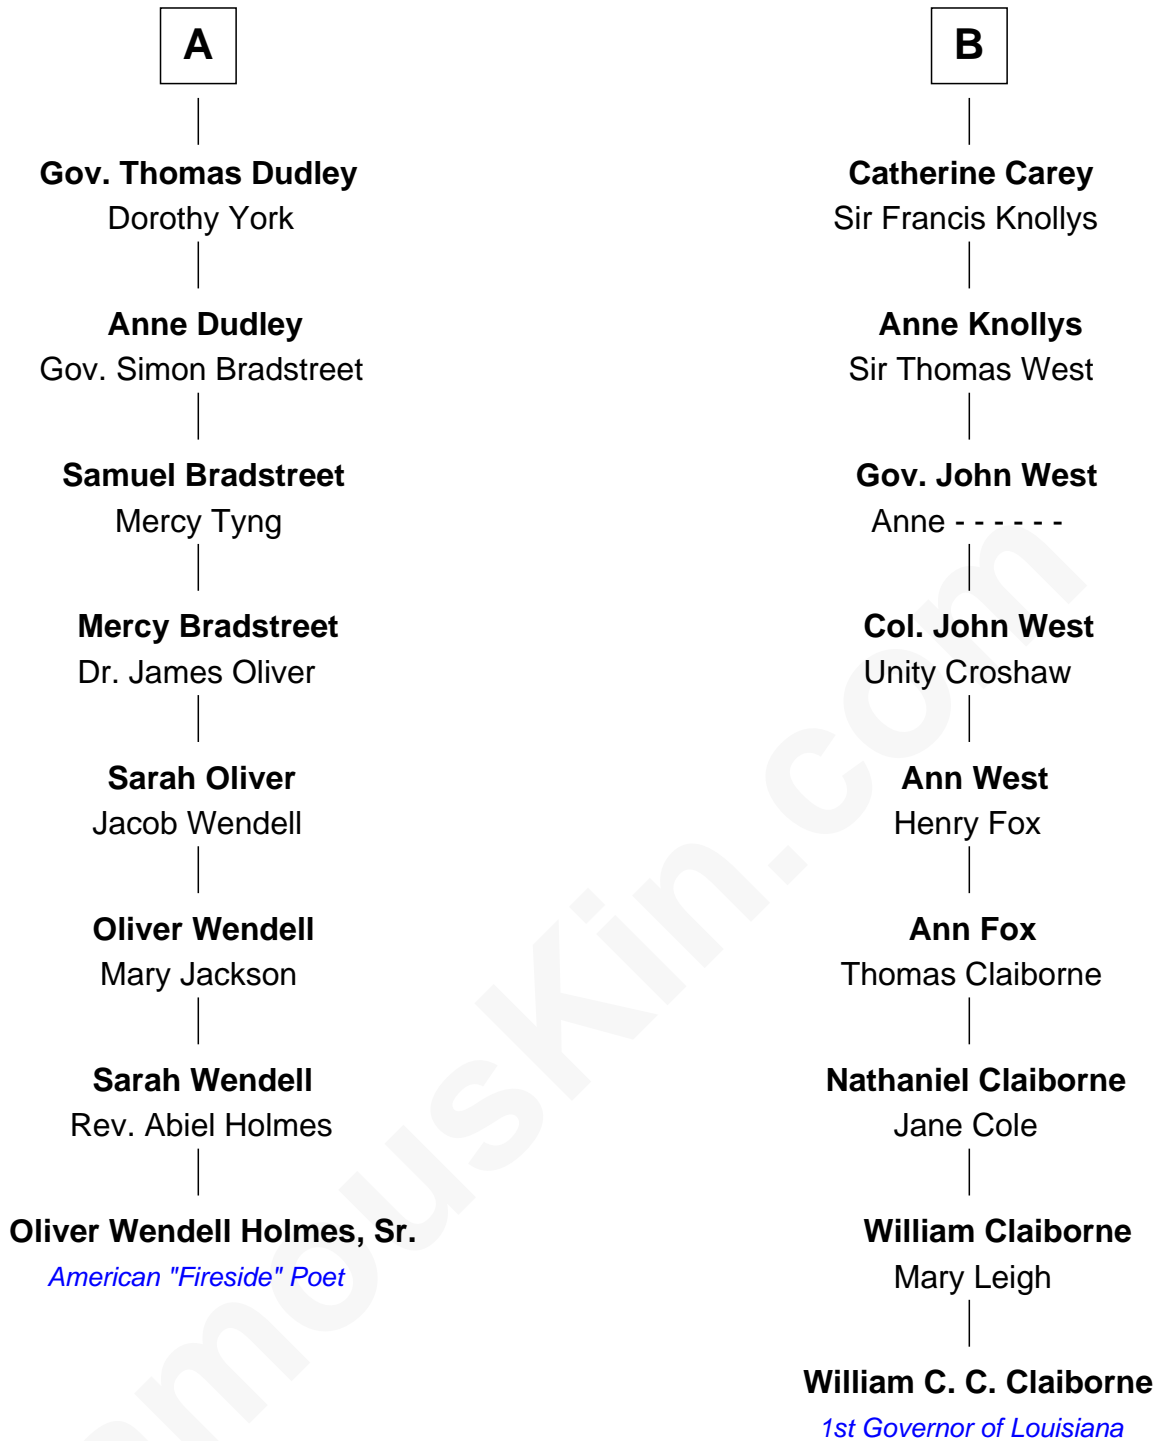 A
Gov. Thomas Dudley
Dorothy York
Anne Dudley
Gov. Simon Bradstreet
Samuel Bradstreet
Mercy Tyng
Mercy Bradstreet
Dr. James Oliver
Sarah Oliver
Jacob Wendell
Oliver Wendell
Mary Jackson
Sarah Wendell
Rev. Abiel Holmes
Oliver Wendell Holmes, Sr.
American "Fireside" Poet
B
Catherine Carey
Sir Francis Knollys
Anne Knollys
Sir Thomas West
Gov. John West
Anne - - - - - -
Col. John West
Unity Croshaw
Ann West
Henry Fox
Ann Fox
Thomas Claiborne
Nathaniel Claiborne
Jane Cole
William Claiborne
Mary Leigh
William C. C. Claiborne
1st Governor of Louisiana
amousKin.com